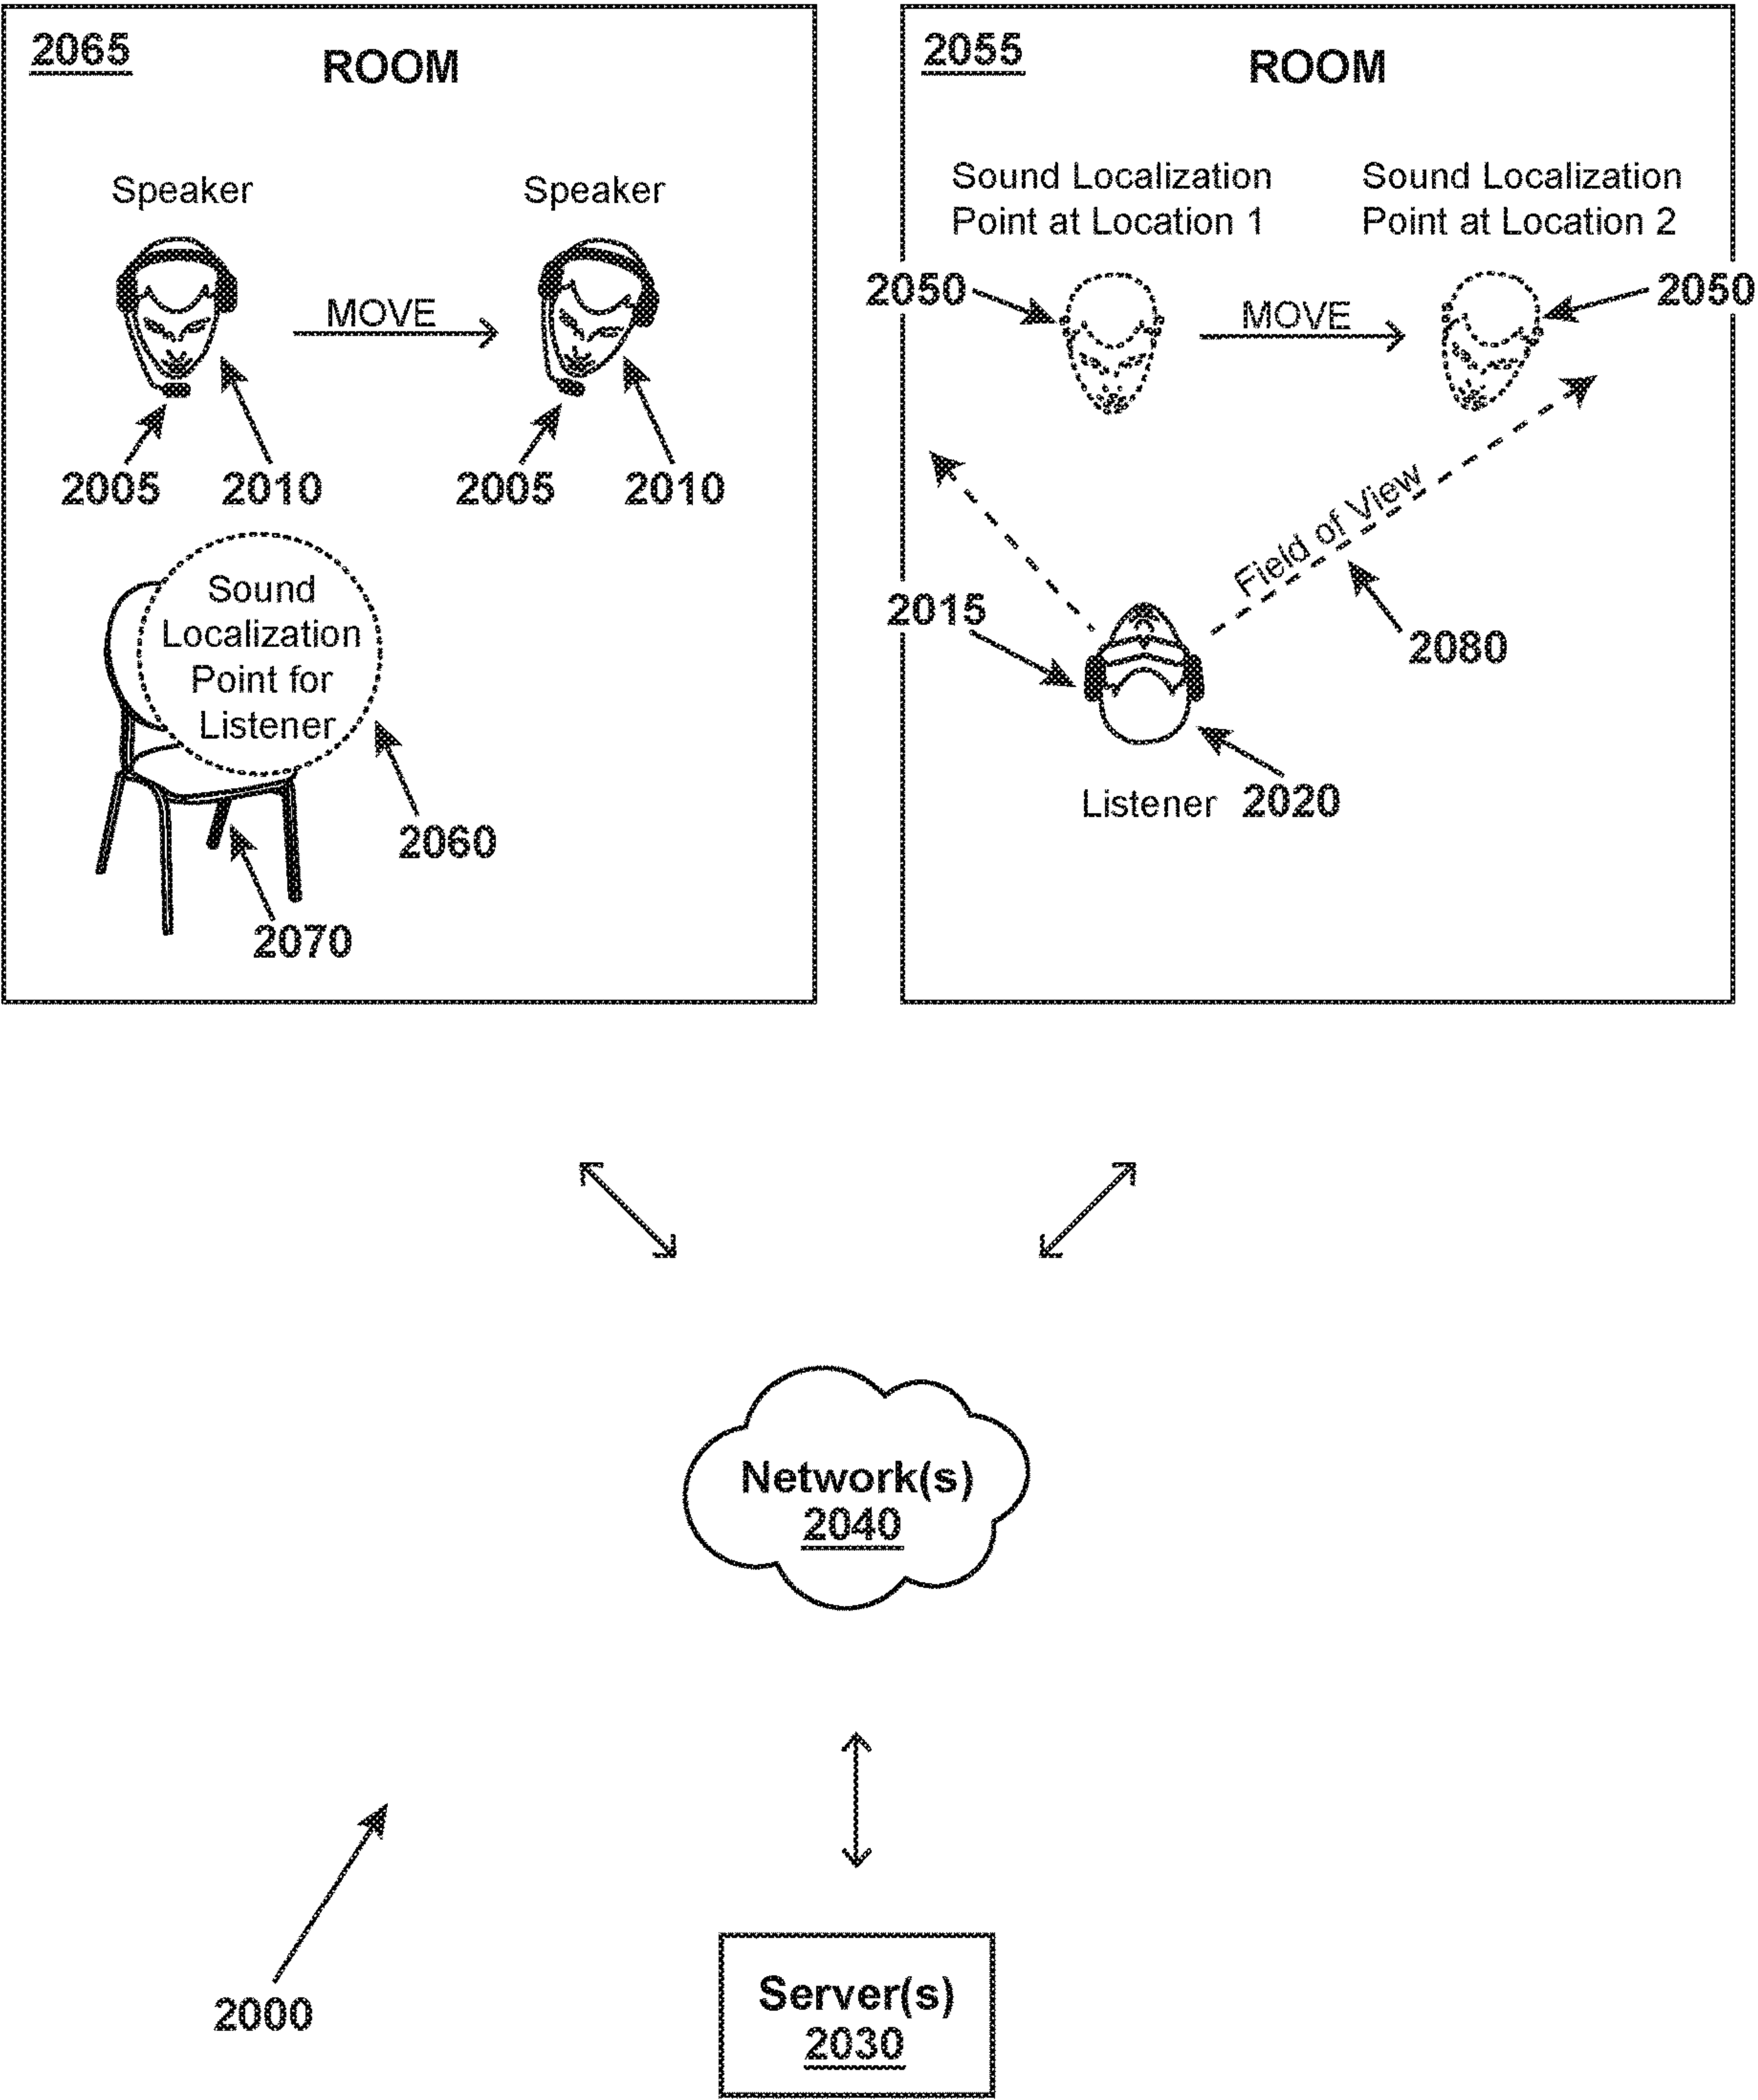 2065
ROOM
Speaker
Speaker
MOVE
2005
2010
2005
2010
Sound
Localization
Point for
Listener
2060
2070
2055
ROOM
Sound Localization
Point at Location 1
Sound Localization
Point at Location 2
2050
MOVE
2050
Field of View
2015
2080
Listener 2020
Network(s)
2040
2000
Server(s)
2030